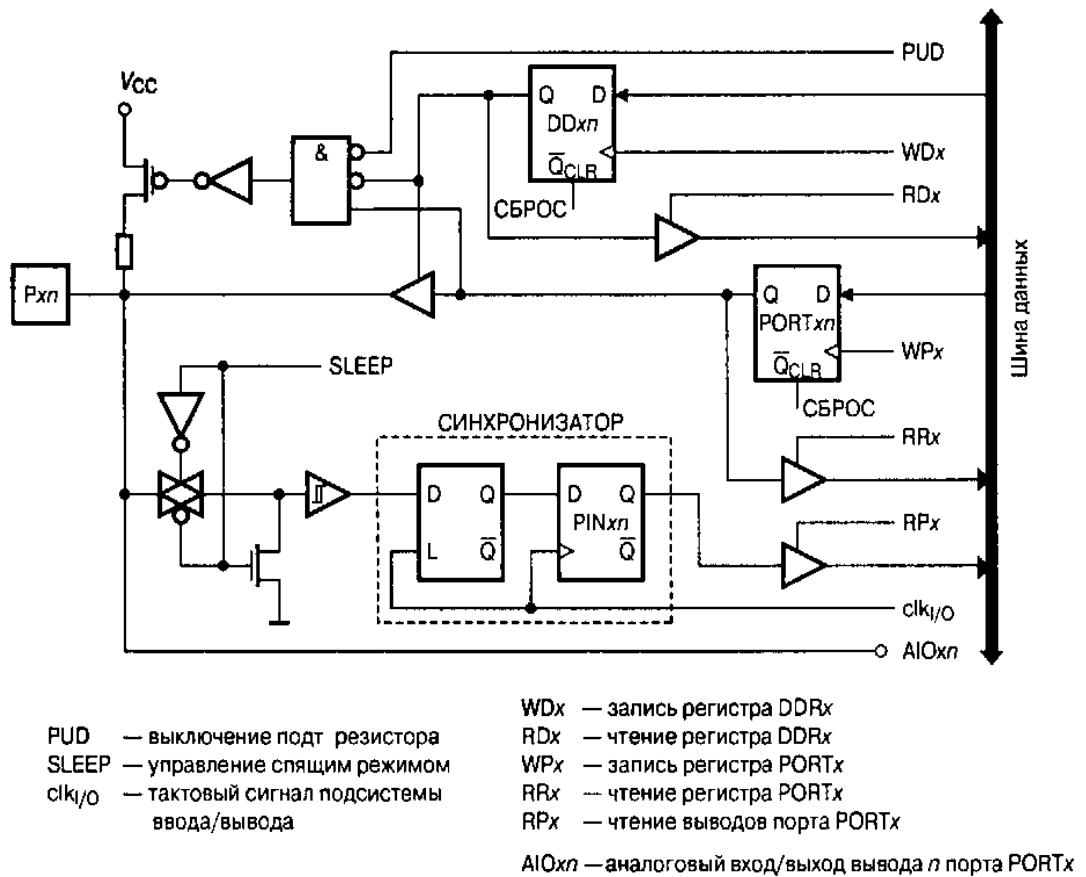 PUD
Q D
DDxn
Q̅CLR
VCC
&
WDx
СБРОС
RDx
Шина данных
Pxn
Q D
PORTxn
Q̅CLR
WPx
SLEEP
СБРОС
СИНХРОНИЗАТОР
RRx
D Q
L Q̅
D Q
PINxn
Q̅
RPx
clkI/O
AIOxn
PUD — выключение подт резистора
SLEEP — управление спящим режимом
clkI/O — тактовый сигнал подсистемы
ввода/вывода
WDx — запись регистра DDRx
RDx — чтение регистра DDRx
WPx — запись регистра PORTx
RRx — чтение регистра PORTx
RPx — чтение выводов порта PORTx
AIOxn — аналоговый вход/выход вывода n порта PORTx